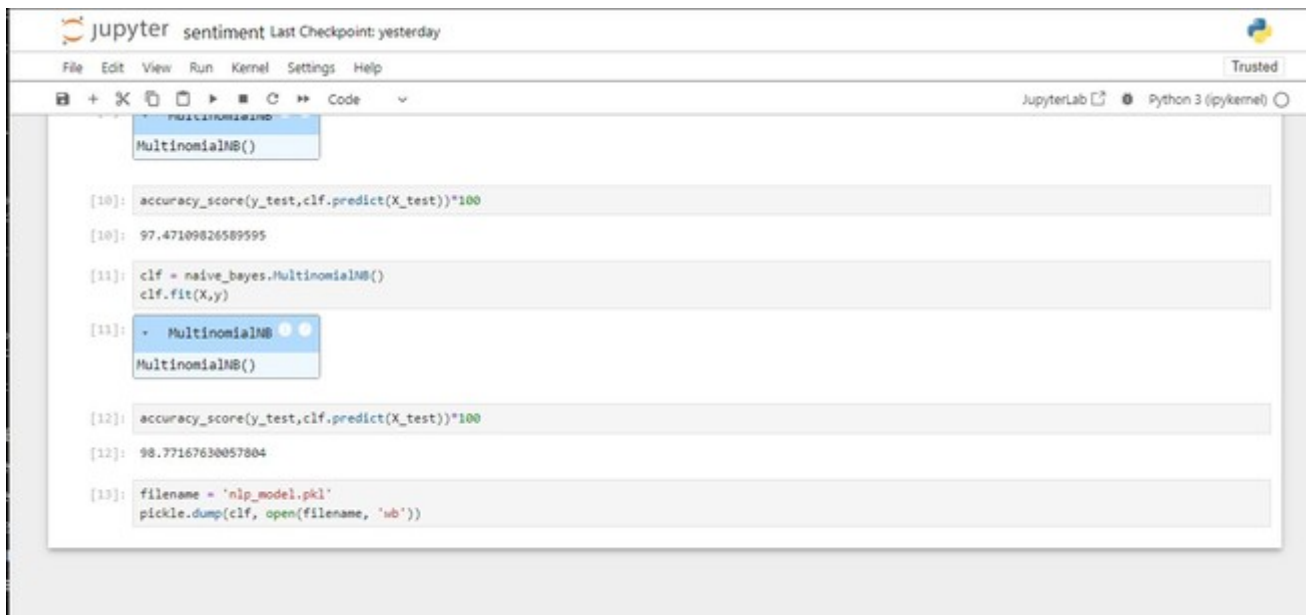 jupyter sentiment Last Checkpoint: yesterday
File Edit View Run Kernel Settings Help
Trusted
Code
JupyterLab
Python 3 (ipykernel)
MultinomialNB
MultinomialNB()
[10]: accuracy_score(y_test,clf.predict(X_test))*100
[10]: 97.47109826589595
[11]: clf = naive_bayes.MultinomialNB()
clf.fit(X,y)
[11]: MultinomialNB
MultinomialNB()
[12]: accuracy_score(y_test,clf.predict(X_test))*100
[12]: 98.77167630057804
[13]: filename = 'nlp_model.pkl'
pickle.dump(clf, open(filename, 'wb'))